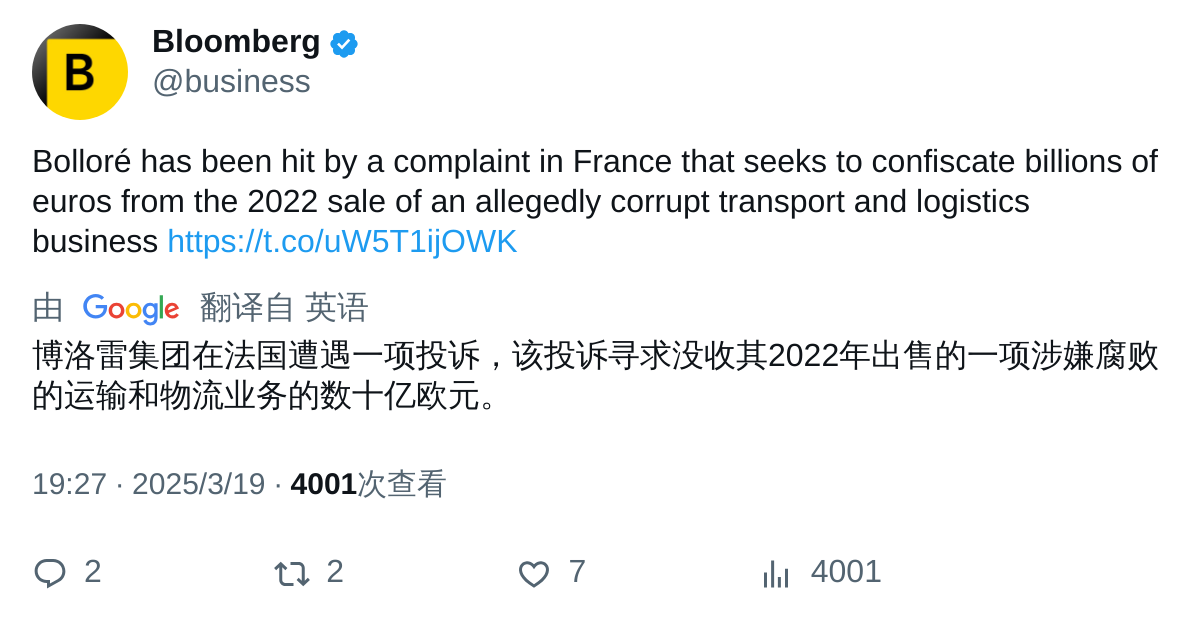 B
Bloomberg
@business
Bolloré has been hit by a complaint in France that seeks to confiscate billions of
euros from the 2022 sale of an allegedly corrupt transport and logistics
business https://t.co/uW5T1ijOWK
由 Google 翻译自 英语
博洛雷集团在法国遭遇一项投诉，该投诉寻求没收其2022年出售的一项涉嫌腐败
的运输和物流业务的数十亿欧元。
19:27 · 2025/3/19 · 4001次查看
2 2 7 4001